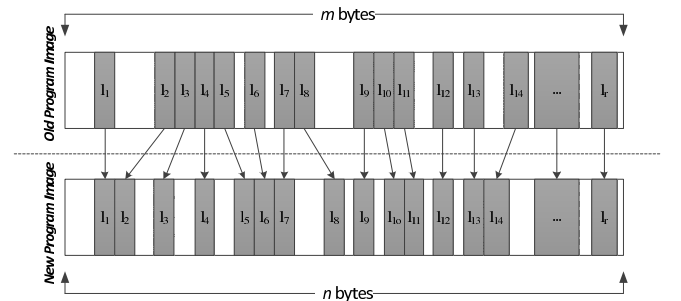 m bytes
Old Program Image
l1 l2 l3 l4 l5 l6 l7 l8 l9 l10 l11 l12 l13 l14 ... lr
New Program Image
l1 l2 l3 l4 l5 l6 l7 l8 l9 l1o l11 l12 l13 l14 ... lr
n bytes